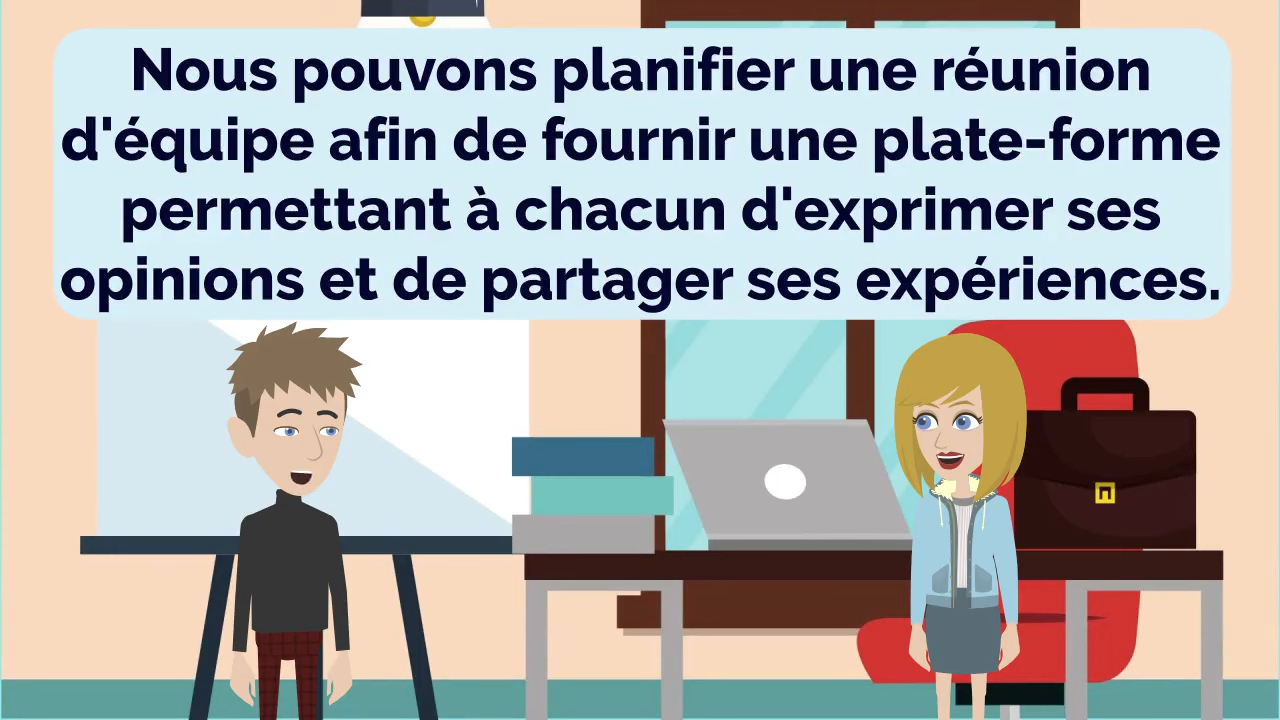 Nous pouvons planifier une réunion
d'équipe afin de fournir une plate-forme
permettant à chacun d'exprimer ses
opinions et de partager ses expériences.